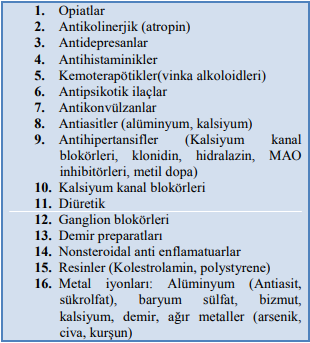 1. Opiatlar
2. Antikolinerjik (atropin)
3. Antidepresanlar
4. Antihistaminikler
5. Kemoterapötikler(vinka alkoloidleri)
6. Antipsikotik ilaçlar
7. Antikonvülzanlar
8. Antiasitler (alüminyum, kalsiyum)
9. Antihipertansifler (Kalsiyum kanal
blokörleri, klonidin, hidralazin, MAO
inhibitörleri, metil dopa)
10. Kalsiyum kanal blokörleri
11. Diüretik
12. Ganglion blokörleri
13. Demir preparatları
14. Nonsteroidal anti enflamatuarlar
15. Resinler (Kolestrolamin, polystyrene)
16. Metal iyonları: Alüminyum (Antiasit,
sükrolfat), baryum sülfat, bizmut,
kalsiyum, demir, ağır metaller (arsenik,
civa, kurşun)